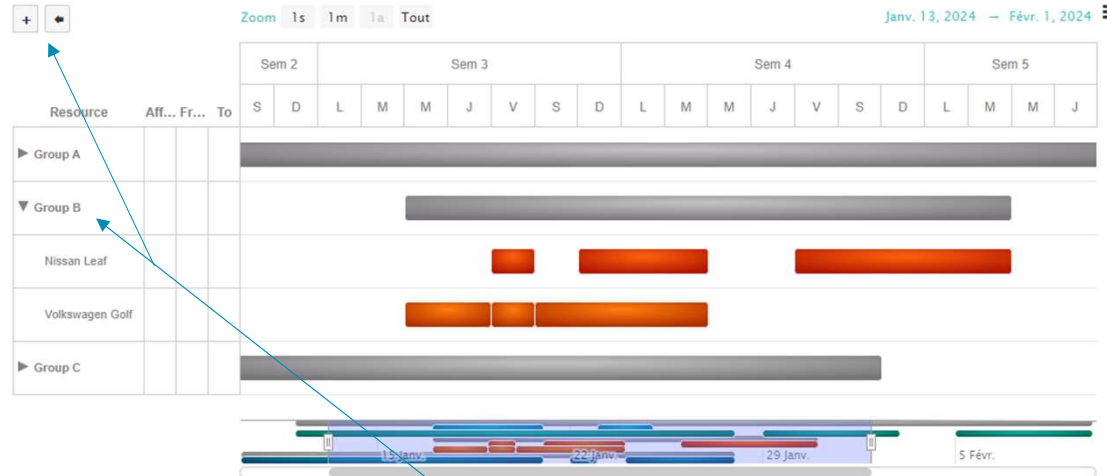 Zoom 1s 1m 1a Tout Janv. 13, 2024 → Févr. 1, 2024
Sem 2 Sem 3 Sem 4 Sem 5
Resource Aff... Fr... To S D L M M J V S D L M M J V S D L M M J
Group A
Group B
Nissan Leaf
Volkswagen Golf
Group C
15 Janv. 22 Janv. 29 Janv. 5 Févr.